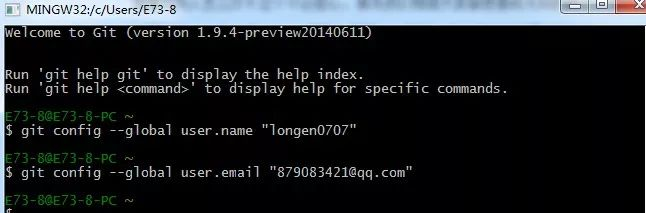 MINGW32:/c/Users/E73-8
Welcome to Git (version 1.9.4-preview20140611)
Run 'git help git' to display the help index.
Run 'git help <command>' to display help for specific commands.
E73-8@E73-8-PC ~
$ git config --global user.name "longen0707"
E73-8@E73-8-PC ~
$ git config --global user.email "879083421@qq.com"
E73-8@E73-8-PC ~
$